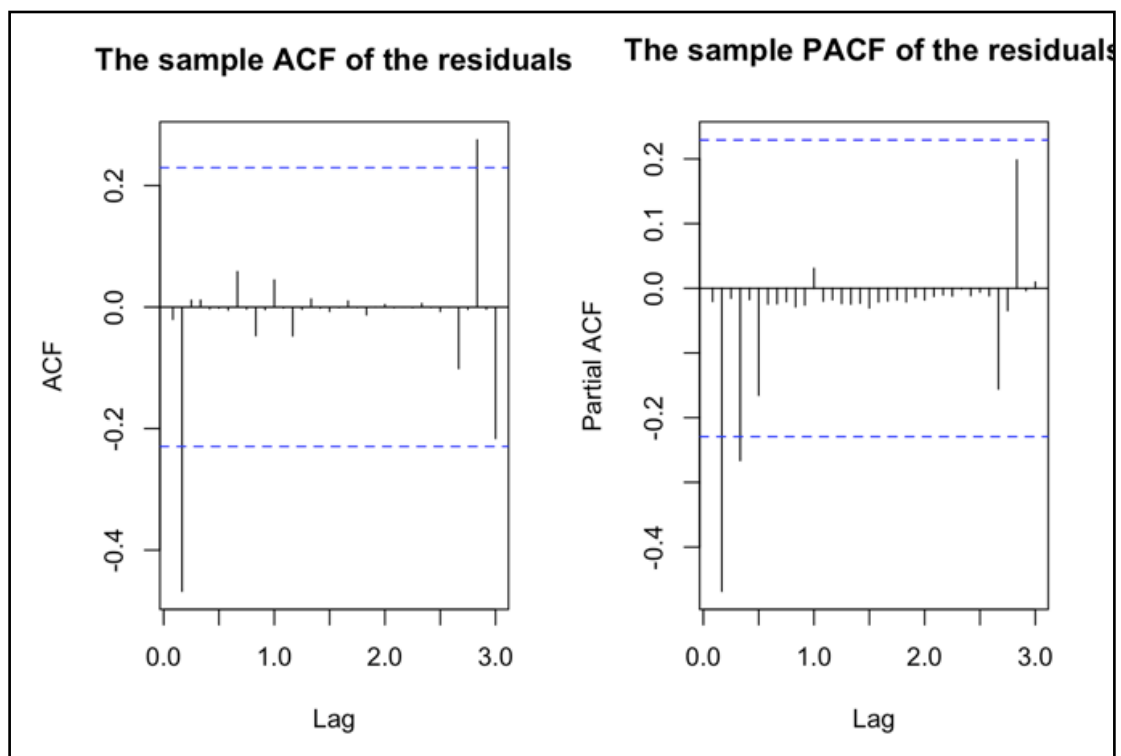 The sample ACF of the residuals
ACF
0.2
0.0
-0.2
-0.4
0.0 1.0 2.0 3.0
Lag
The sample PACF of the residuals
Partial ACF
0.2
0.1
0.0
-0.2
-0.4
0.0 1.0 2.0 3.0
Lag